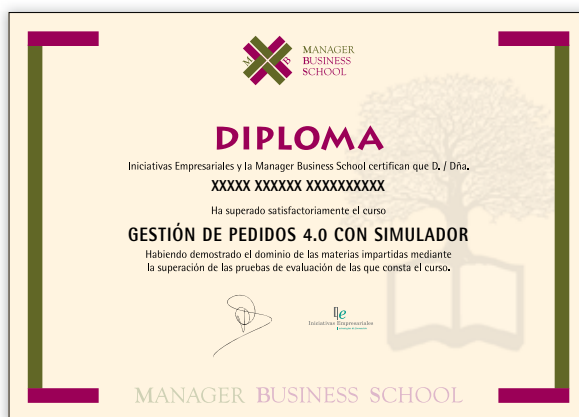 M B
MANAGER
BUSINESS
SCHOOL
DIPLOMA
Iniciativas Empresariales y la Manager Business School certifican que D. / Dña.
XXXXX XXXXXX XXXXXXXXXX
Ha superado satisfactoriamente el curso
GESTIÓN DE PEDIDOS 4.0 CON SIMULADOR
Habiendo demostrado el dominio de las materias impartidas mediante
la superación de las pruebas de evaluación de las que consta el curso.
Ie
Iniciativas Empresariales
MANAGER BUSINESS SCHOOL